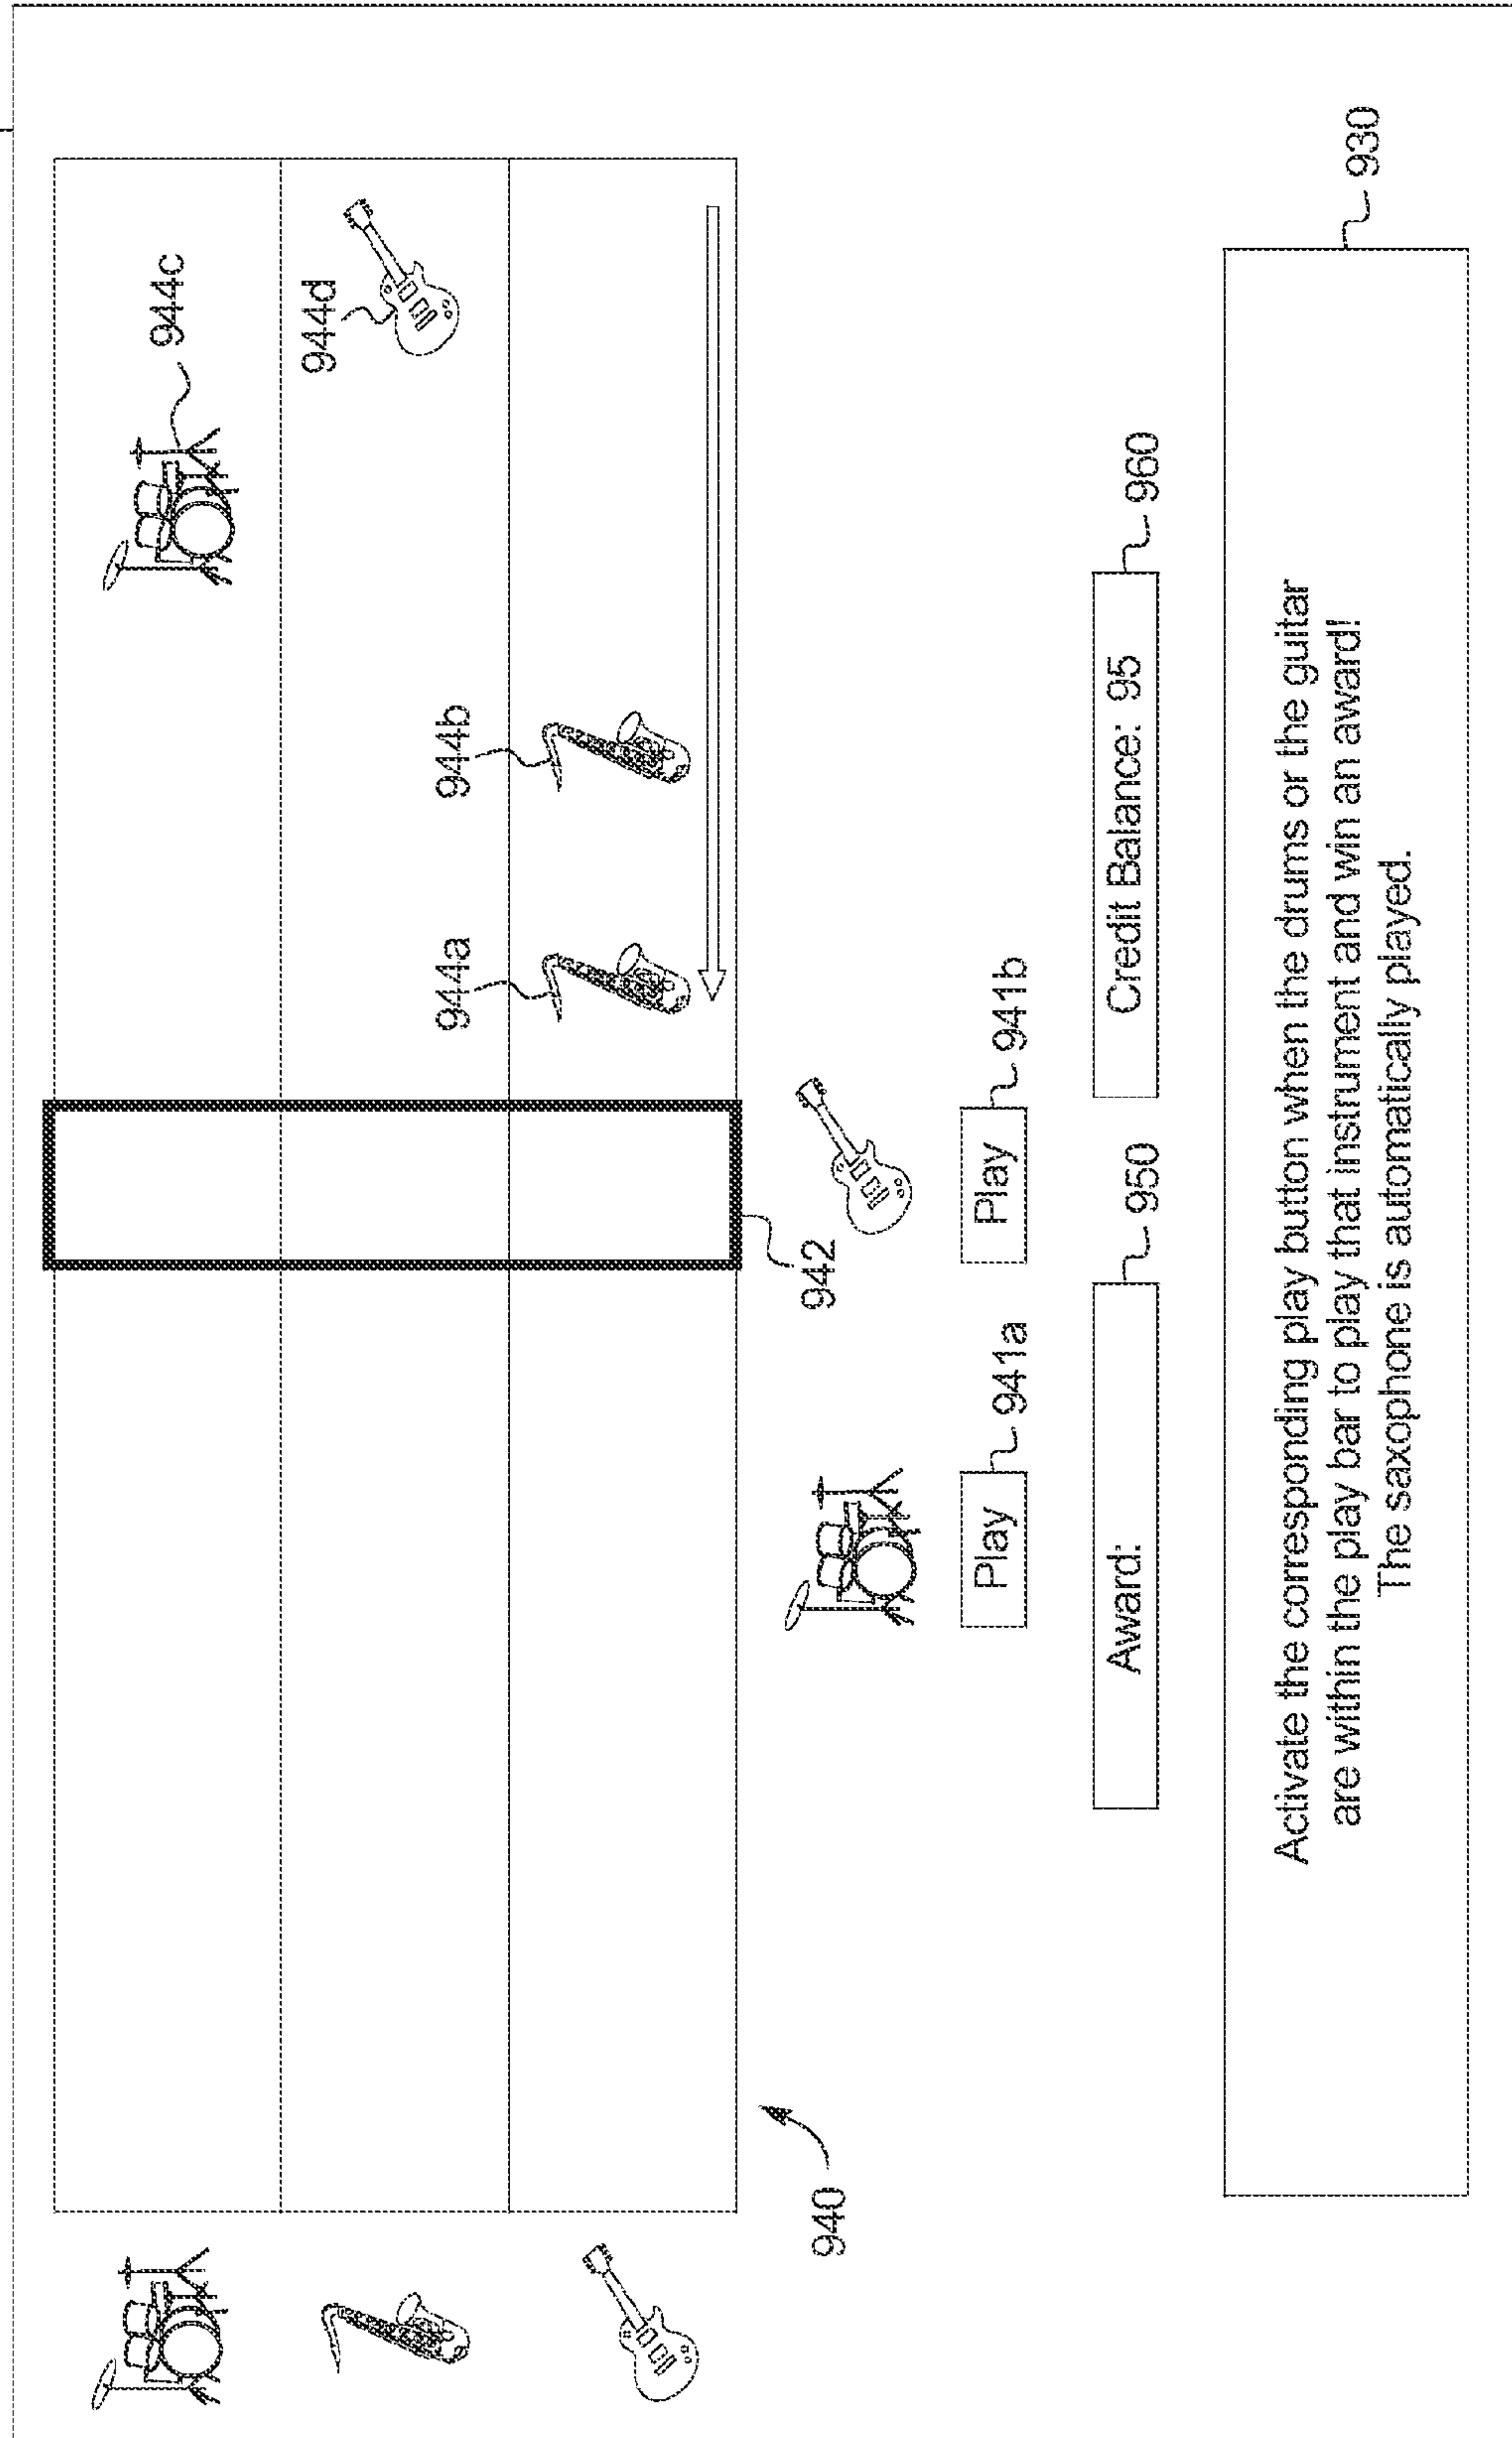 944c
944d
944b
944a
942
940
Play
941a
Play
941b
Award:
950
Credit Balance: 95
960
Activate the corresponding play button when the drums or the guitar
are within the play bar to play that instrument and win an award!
The saxophone is automatically played.
930